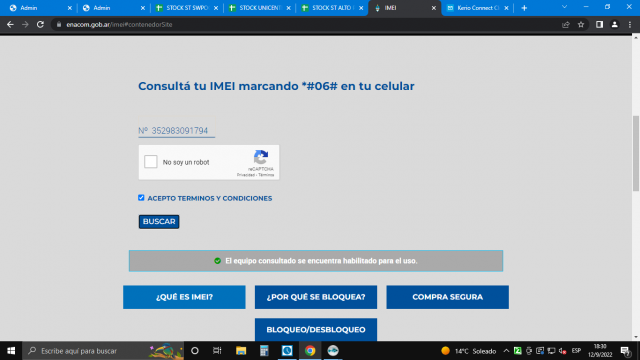 Admin
Admin
STOCK ST SWPO
STOCK UNICENT
STOCK ST ALTO
IMEI
Kerio Connect C
enacom.gob.ar/imei#contenedorSite
Consultá tu IMEI marcando *#06# en tu celular
Nº 352983091794
No soy un robot
reCAPTCHA
Privacidad - Términos
ACEPTO TERMINOS Y CONDICIONES
BUSCAR
El equipo consultado se encuentra habilitado para el uso.
¿QUÉ ES IMEI?
¿POR QUÉ SE BLOQUEA?
COMPRA SEGURA
BLOQUEO/DESBLOQUEO
Escribe aquí para buscar
14°C Soleado
ESP
18:30
12/9/2022